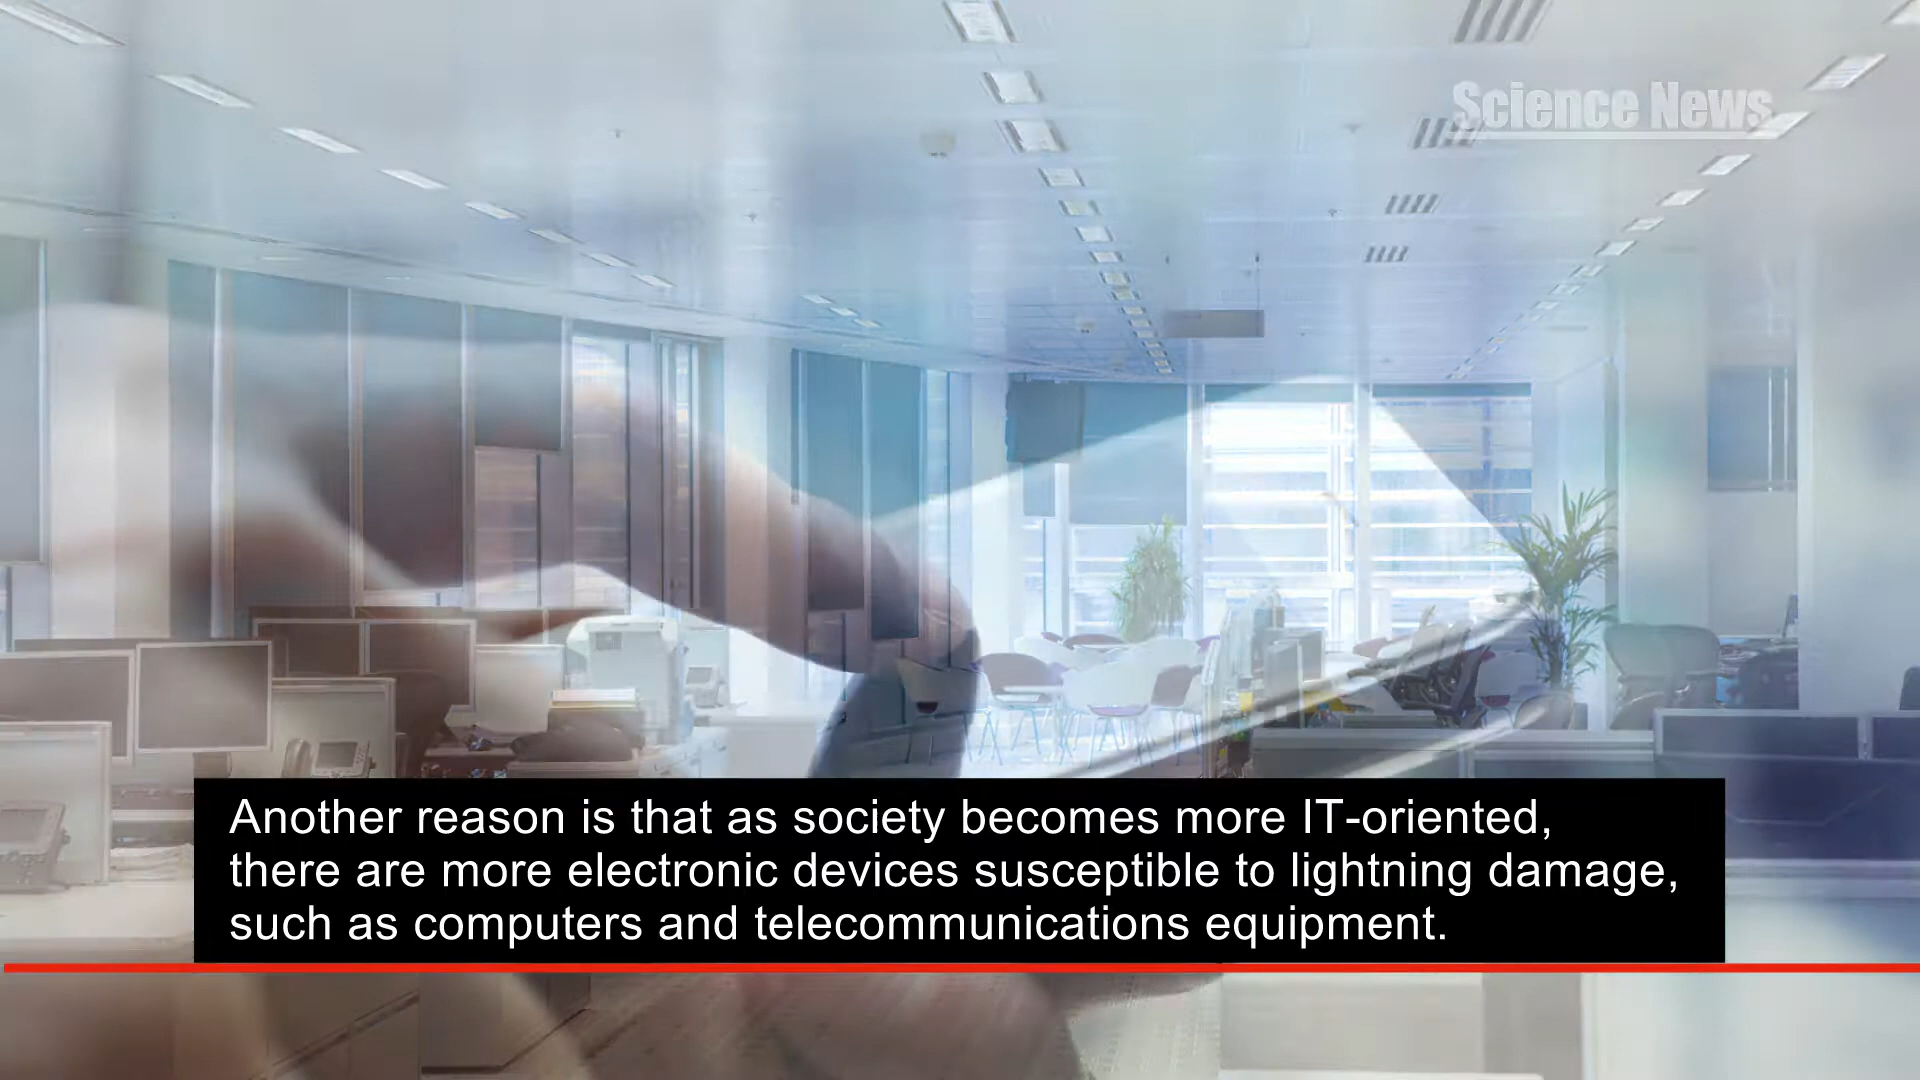 Science News
Another reason is that as society becomes more IT-oriented,
there are more electronic devices susceptible to lightning damage,
such as computers and telecommunications equipment.